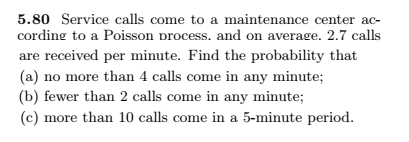 5.80 Service calls come to a maintenance center ac-
cording to a Poisson process, and on average, 2.7 calls
are received per minute. Find the probability that
(a) no more than 4 calls come in any minute;
(b) fewer than 2 calls come in any minute;
(c) more than 10 calls come in a 5-minute period.